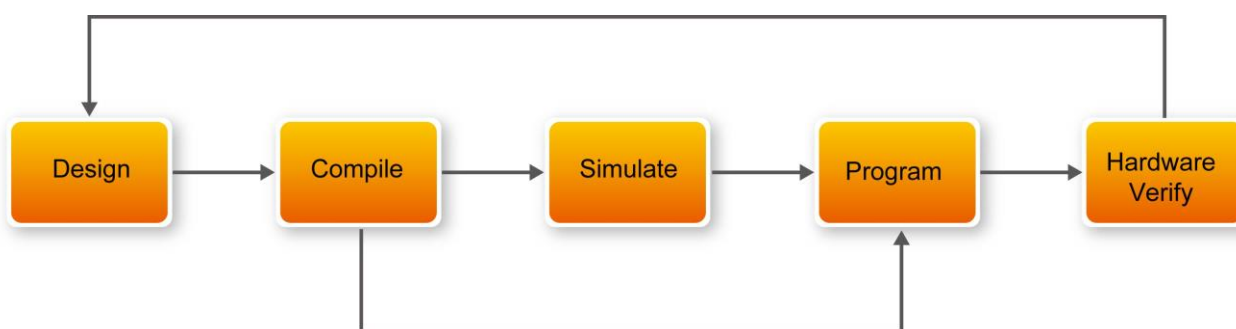 Design
Compile
Simulate
Program
Hardware
Verify